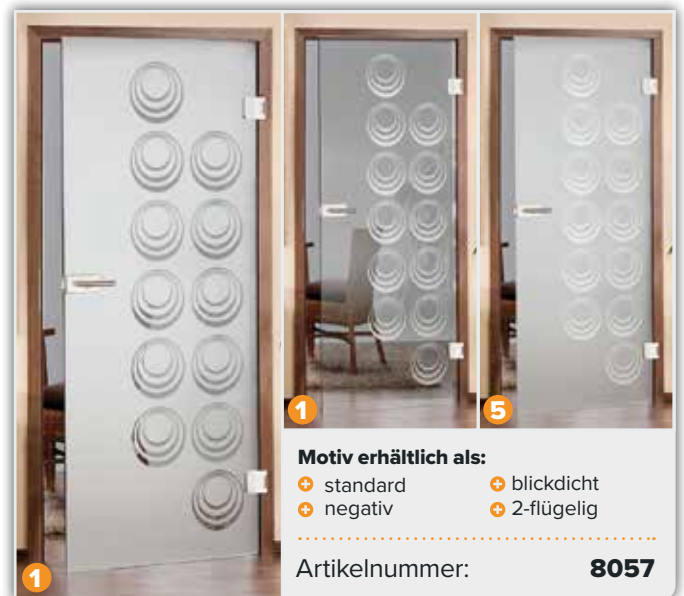 1
1
5
Motiv erhältlich als:
standard
negativ
blickdicht
2-flügelig
Artikelnummer: 8057